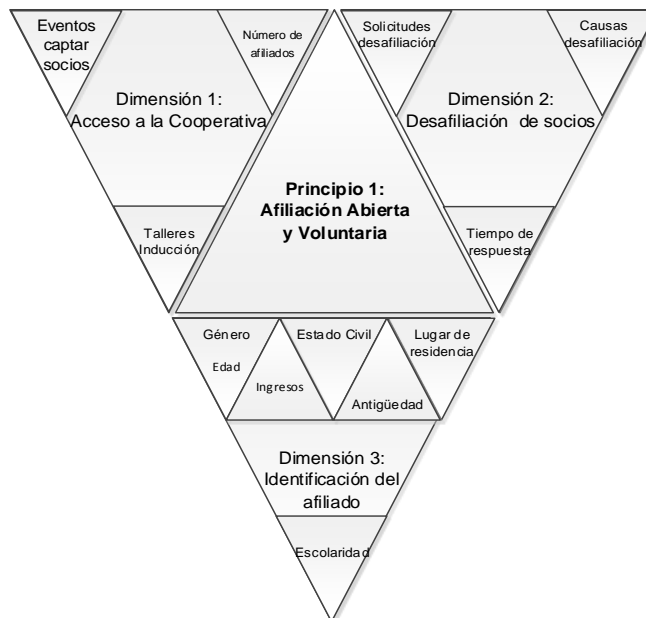 Eventos
captar
socios
Número de
afiliados
Dimensión 1:
Acceso a la Cooperativa
Talleres
Inducción
Solicitudes
desafiliación
Causas
desafiliación
Dimensión 2:
Desafiliación de socios
Tiempo de
respuesta
Principio 1:
Afiliación Abierta
y Voluntaria
Género
Edad
Ingresos
Estado Civil
Antigüedad
Lugar de
residencia
Dimensión 3:
Identificación del
afiliado
Escolaridad